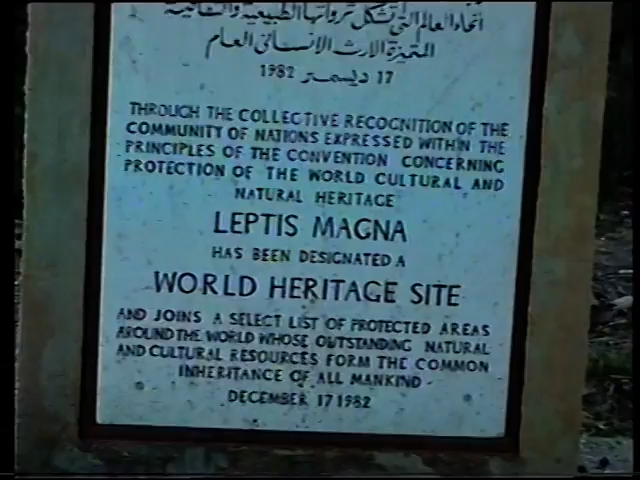 انحاء العالم التي تشكل ثرواتها الطبيعية والثقافية
المتميزة الارث الانساني العام
17 ديسمبر 1982
THROUGH THE COLLECTIVE RECOGNITION OF THE
COMMUNITY OF NATIONS EXPRESSED WITHIN THE
PRINCIPLES OF THE CONVENTION CONCERNING
PROTECTION OF THE WORLD CULTURAL AND
NATURAL HERITAGE
LEPTIS MAGNA
HAS BEEN DESIGNATED A
WORLD HERITAGE SITE
AND JOINS A SELECT LIST OF PROTECTED AREAS
AROUND THE WORLD WHOSE OUTSTANDING NATURAL
AND CULTURAL RESOURCES FORM THE COMMON
INHERITANCE OF ALL MANKIND
DECEMBER 17 1982